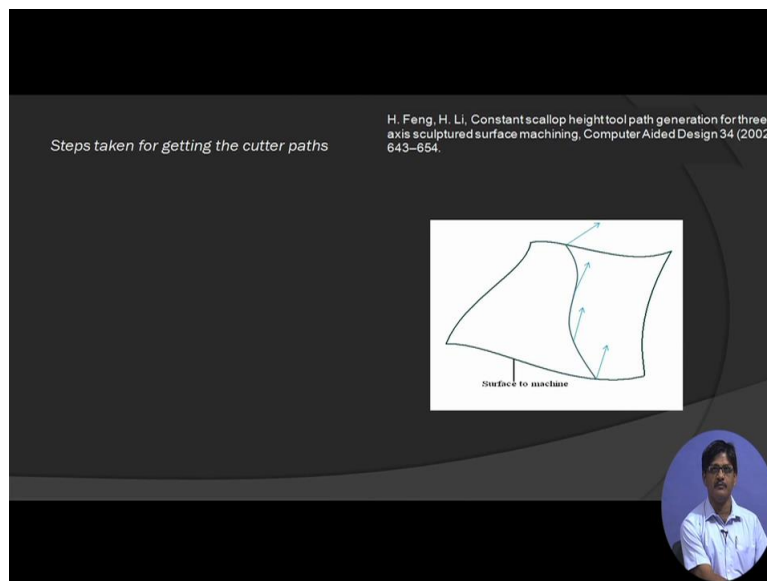 Steps taken for getting the cutter paths
H. Feng, H. Li, Constant scallop height tool path generation for three
axis sculptured surface machining, Computer Aided Design 34 (2002
643–654.
Surface to machine